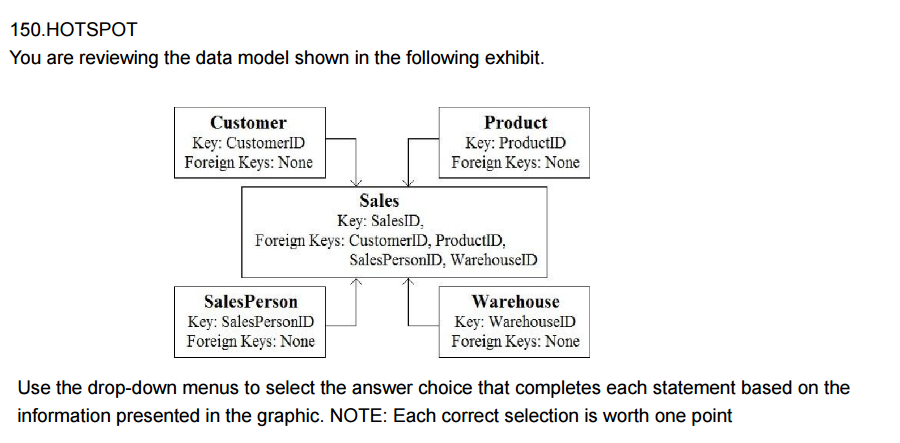 150.HOTSPOT
You are reviewing the data model shown in the following exhibit.
Customer
Key: CustomerID
Foreign Keys: None
Product
Key: ProductID
Foreign Keys: None
Sales
Key: SalesID,
Foreign Keys: CustomerID, ProductID,
SalesPersonID, WarehouseID
SalesPerson
Key: SalesPersonID
Foreign Keys: None
Warehouse
Key: WarehouseID
Foreign Keys: None
Use the drop-down menus to select the answer choice that completes each statement based on the
information presented in the graphic. NOTE: Each correct selection is worth one point